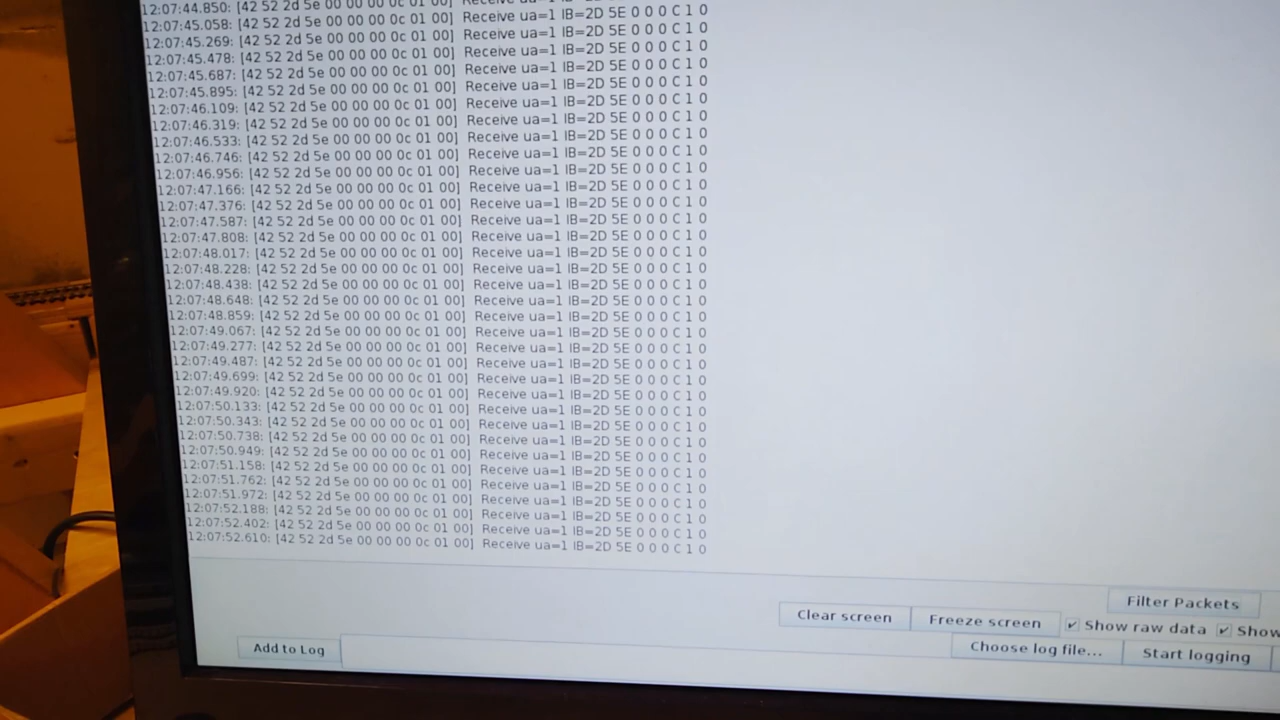 12:07:44.850: [42 52 2d 5e 00 00 00 0c 01 00] Receive ua=1 IB=2D 5E 0 0 0 C 1 0
12:07:45.058: [42 52 2d 5e 00 00 00 0c 01 00] Receive ua=1 IB=2D 5E 0 0 0 C 1 0
12:07:45.269: [42 52 2d 5e 00 00 00 0c 01 00] Receive ua=1 IB=2D 5E 0 0 0 C 1 0
12:07:45.478: [42 52 2d 5e 00 00 00 0c 01 00] Receive ua=1 IB=2D 5E 0 0 0 C 1 0
12:07:45.687: [42 52 2d 5e 00 00 00 0c 01 00] Receive ua=1 IB=2D 5E 0 0 0 C 1 0
12:07:45.895: [42 52 2d 5e 00 00 00 0c 01 00] Receive ua=1 IB=2D 5E 0 0 0 C 1 0
12:07:46.109: [42 52 2d 5e 00 00 00 0c 01 00] Receive ua=1 IB=2D 5E 0 0 0 C 1 0
12:07:46.319: [42 52 2d 5e 00 00 00 0c 01 00] Receive ua=1 IB=2D 5E 0 0 0 C 1 0
12:07:46.533: [42 52 2d 5e 00 00 00 0c 01 00] Receive ua=1 IB=2D 5E 0 0 0 C 1 0
12:07:46.746: [42 52 2d 5e 00 00 00 0c 01 00] Receive ua=1 IB=2D 5E 0 0 0 C 1 0
12:07:46.956: [42 52 2d 5e 00 00 00 0c 01 00] Receive ua=1 IB=2D 5E 0 0 0 C 1 0
12:07:47.166: [42 52 2d 5e 00 00 00 0c 01 00] Receive ua=1 IB=2D 5E 0 0 0 C 1 0
12:07:47.376: [42 52 2d 5e 00 00 00 0c 01 00] Receive ua=1 IB=2D 5E 0 0 0 C 1 0
12:07:47.587: [42 52 2d 5e 00 00 00 0c 01 00] Receive ua=1 IB=2D 5E 0 0 0 C 1 0
12:07:47.808: [42 52 2d 5e 00 00 00 0c 01 00] Receive ua=1 IB=2D 5E 0 0 0 C 1 0
12:07:48.017: [42 52 2d 5e 00 00 00 0c 01 00] Receive ua=1 IB=2D 5E 0 0 0 C 1 0
12:07:48.228: [42 52 2d 5e 00 00 00 0c 01 00] Receive ua=1 IB=2D 5E 0 0 0 C 1 0
12:07:48.438: [42 52 2d 5e 00 00 00 0c 01 00] Receive ua=1 IB=2D 5E 0 0 0 C 1 0
12:07:48.648: [42 52 2d 5e 00 00 00 0c 01 00] Receive ua=1 IB=2D 5E 0 0 0 C 1 0
12:07:48.859: [42 52 2d 5e 00 00 00 0c 01 00] Receive ua=1 IB=2D 5E 0 0 0 C 1 0
12:07:49.067: [42 52 2d 5e 00 00 00 0c 01 00] Receive ua=1 IB=2D 5E 0 0 0 C 1 0
12:07:49.277: [42 52 2d 5e 00 00 00 0c 01 00] Receive ua=1 IB=2D 5E 0 0 0 C 1 0
12:07:49.487: [42 52 2d 5e 00 00 00 0c 01 00] Receive ua=1 IB=2D 5E 0 0 0 C 1 0
12:07:49.699: [42 52 2d 5e 00 00 00 0c 01 00] Receive ua=1 IB=2D 5E 0 0 0 C 1 0
12:07:49.920: [42 52 2d 5e 00 00 00 0c 01 00] Receive ua=1 IB=2D 5E 0 0 0 C 1 0
12:07:50.133: [42 52 2d 5e 00 00 00 0c 01 00] Receive ua=1 IB=2D 5E 0 0 0 C 1 0
12:07:50.343: [42 52 2d 5e 00 00 00 0c 01 00] Receive ua=1 IB=2D 5E 0 0 0 C 1 0
12:07:50.738: [42 52 2d 5e 00 00 00 0c 01 00] Receive ua=1 IB=2D 5E 0 0 0 C 1 0
12:07:50.949: [42 52 2d 5e 00 00 00 0c 01 00] Receive ua=1 IB=2D 5E 0 0 0 C 1 0
12:07:51.158: [42 52 2d 5e 00 00 00 0c 01 00] Receive ua=1 IB=2D 5E 0 0 0 C 1 0
12:07:51.762: [42 52 2d 5e 00 00 00 0c 01 00] Receive ua=1 IB=2D 5E 0 0 0 C 1 0
12:07:51.972: [42 52 2d 5e 00 00 00 0c 01 00] Receive ua=1 IB=2D 5E 0 0 0 C 1 0
12:07:52.188: [42 52 2d 5e 00 00 00 0c 01 00] Receive ua=1 IB=2D 5E 0 0 0 C 1 0
12:07:52.402: [42 52 2d 5e 00 00 00 0c 01 00] Receive ua=1 IB=2D 5E 0 0 0 C 1 0
12:07:52.610: [42 52 2d 5e 00 00 00 0c 01 00] Receive ua=1 IB=2D 5E 0 0 0 C 1 0
Filter Packets
Clear screen Freeze screen Show raw data Show
Add to Log Choose log file... Start logging